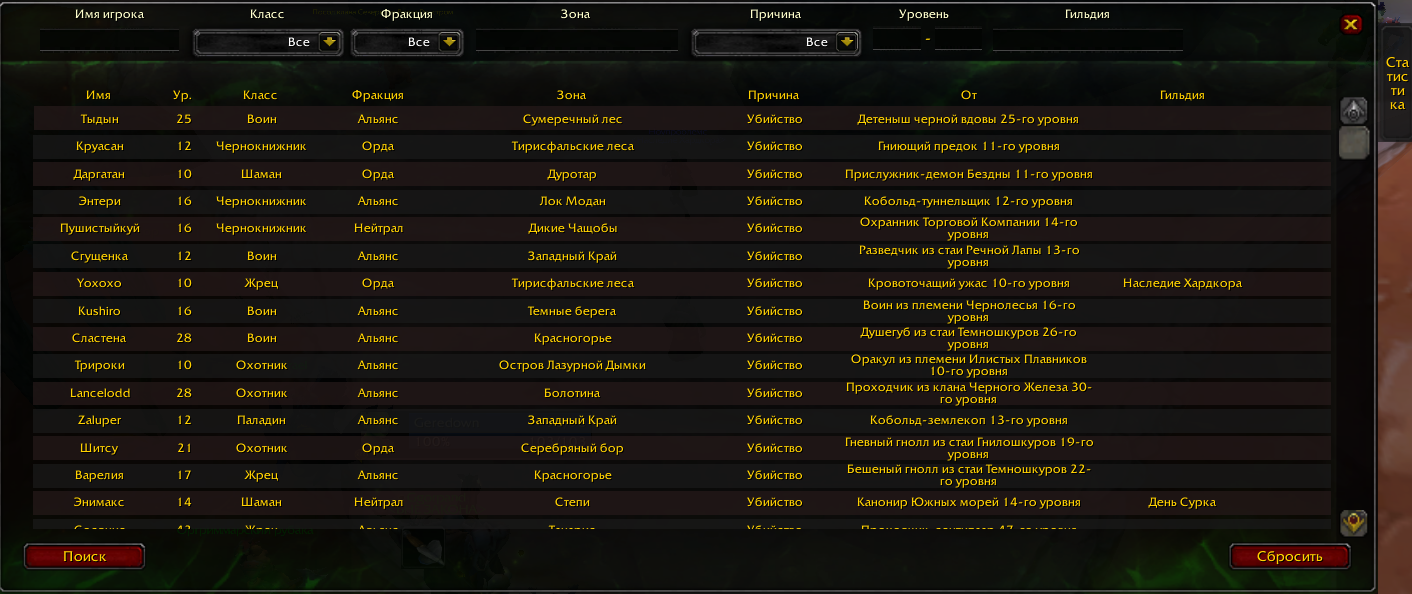 Имя игрока Класс Фракция Зона Причина Уровень Гильдия
Все Все Все -
Ста
тис
ти
ка
Имя Ур. Класс Фракция Зона Причина От Гильдия
Тыдын 25 Воин Альянс Сумеречный лес Убийство Детеныш черной вдовы 25-го уровня
Круасан 12 Чернокнижник Орда Тирисфальские леса Убийство Гниющий предок 11-го уровня
Даргатан 10 Шаман Орда Дуротар Убийство Прислужник-демон Бездны 11-го уровня
Энтери 16 Чернокнижник Альянс Лок Модан Убийство Кобольд-туннельщик 12-го уровня
Пушистыйкуй 16 Чернокнижник Нейтрал Дикие Чащобы Убийство Охранник Торговой Компании 14-го
уровня
Сгущенка 12 Воин Альянс Западный Край Убийство Разведчик из стаи Речной Лапы 13-го
уровня
Yохохо 10 Жрец Орда Тирисфальские леса Убийство Кровоточащий ужас 10-го уровня Наследие Хардкора
Kushiro 16 Воин Альянс Темные берега Убийство Воин из племени Чернолесья 16-го
уровня
Сластена 28 Воин Альянс Красногорье Убийство Душегуб из стаи Темношкуров 26-го
уровня
Трироки 10 Охотник Альянс Остров Лазурной Дымки Убийство Оракул из племени Илистых Плавников
10-го уровня
Lancelodd 28 Охотник Альянс Болотина Убийство Проходчик из клана Черного Железа 30-
го уровня
Zaluper 12 Паладин Альянс Западный Край Убийство Кобольд-землекоп 13-го уровня
Шитсу 21 Охотник Орда Серебряный бор Убийство Гневный гнолл из стаи Гнилошкуров 19-го
уровня
Варелия 17 Жрец Альянс Красногорье Убийство Бешеный гнолл из стаи Темношкуров 22-
го уровня
Энимакс 14 Шаман Нейтрал Степи Убийство Канонир Южных морей 14-го уровня День Сурка
Жрец Альянс Убийство
Поиск Сбросить